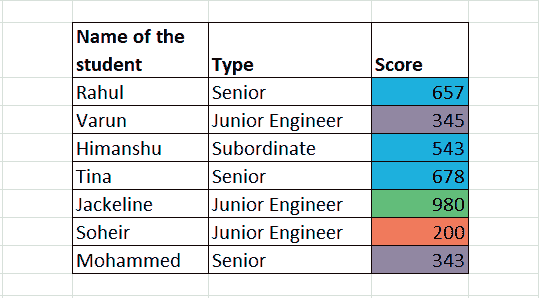 Name of the
student Type Score
Rahul Senior 657
Varun Junior Engineer 345
Himanshu Subordinate 543
Tina Senior 678
Jackeline Junior Engineer 980
Soheir Junior Engineer 200
Mohammed Senior 343